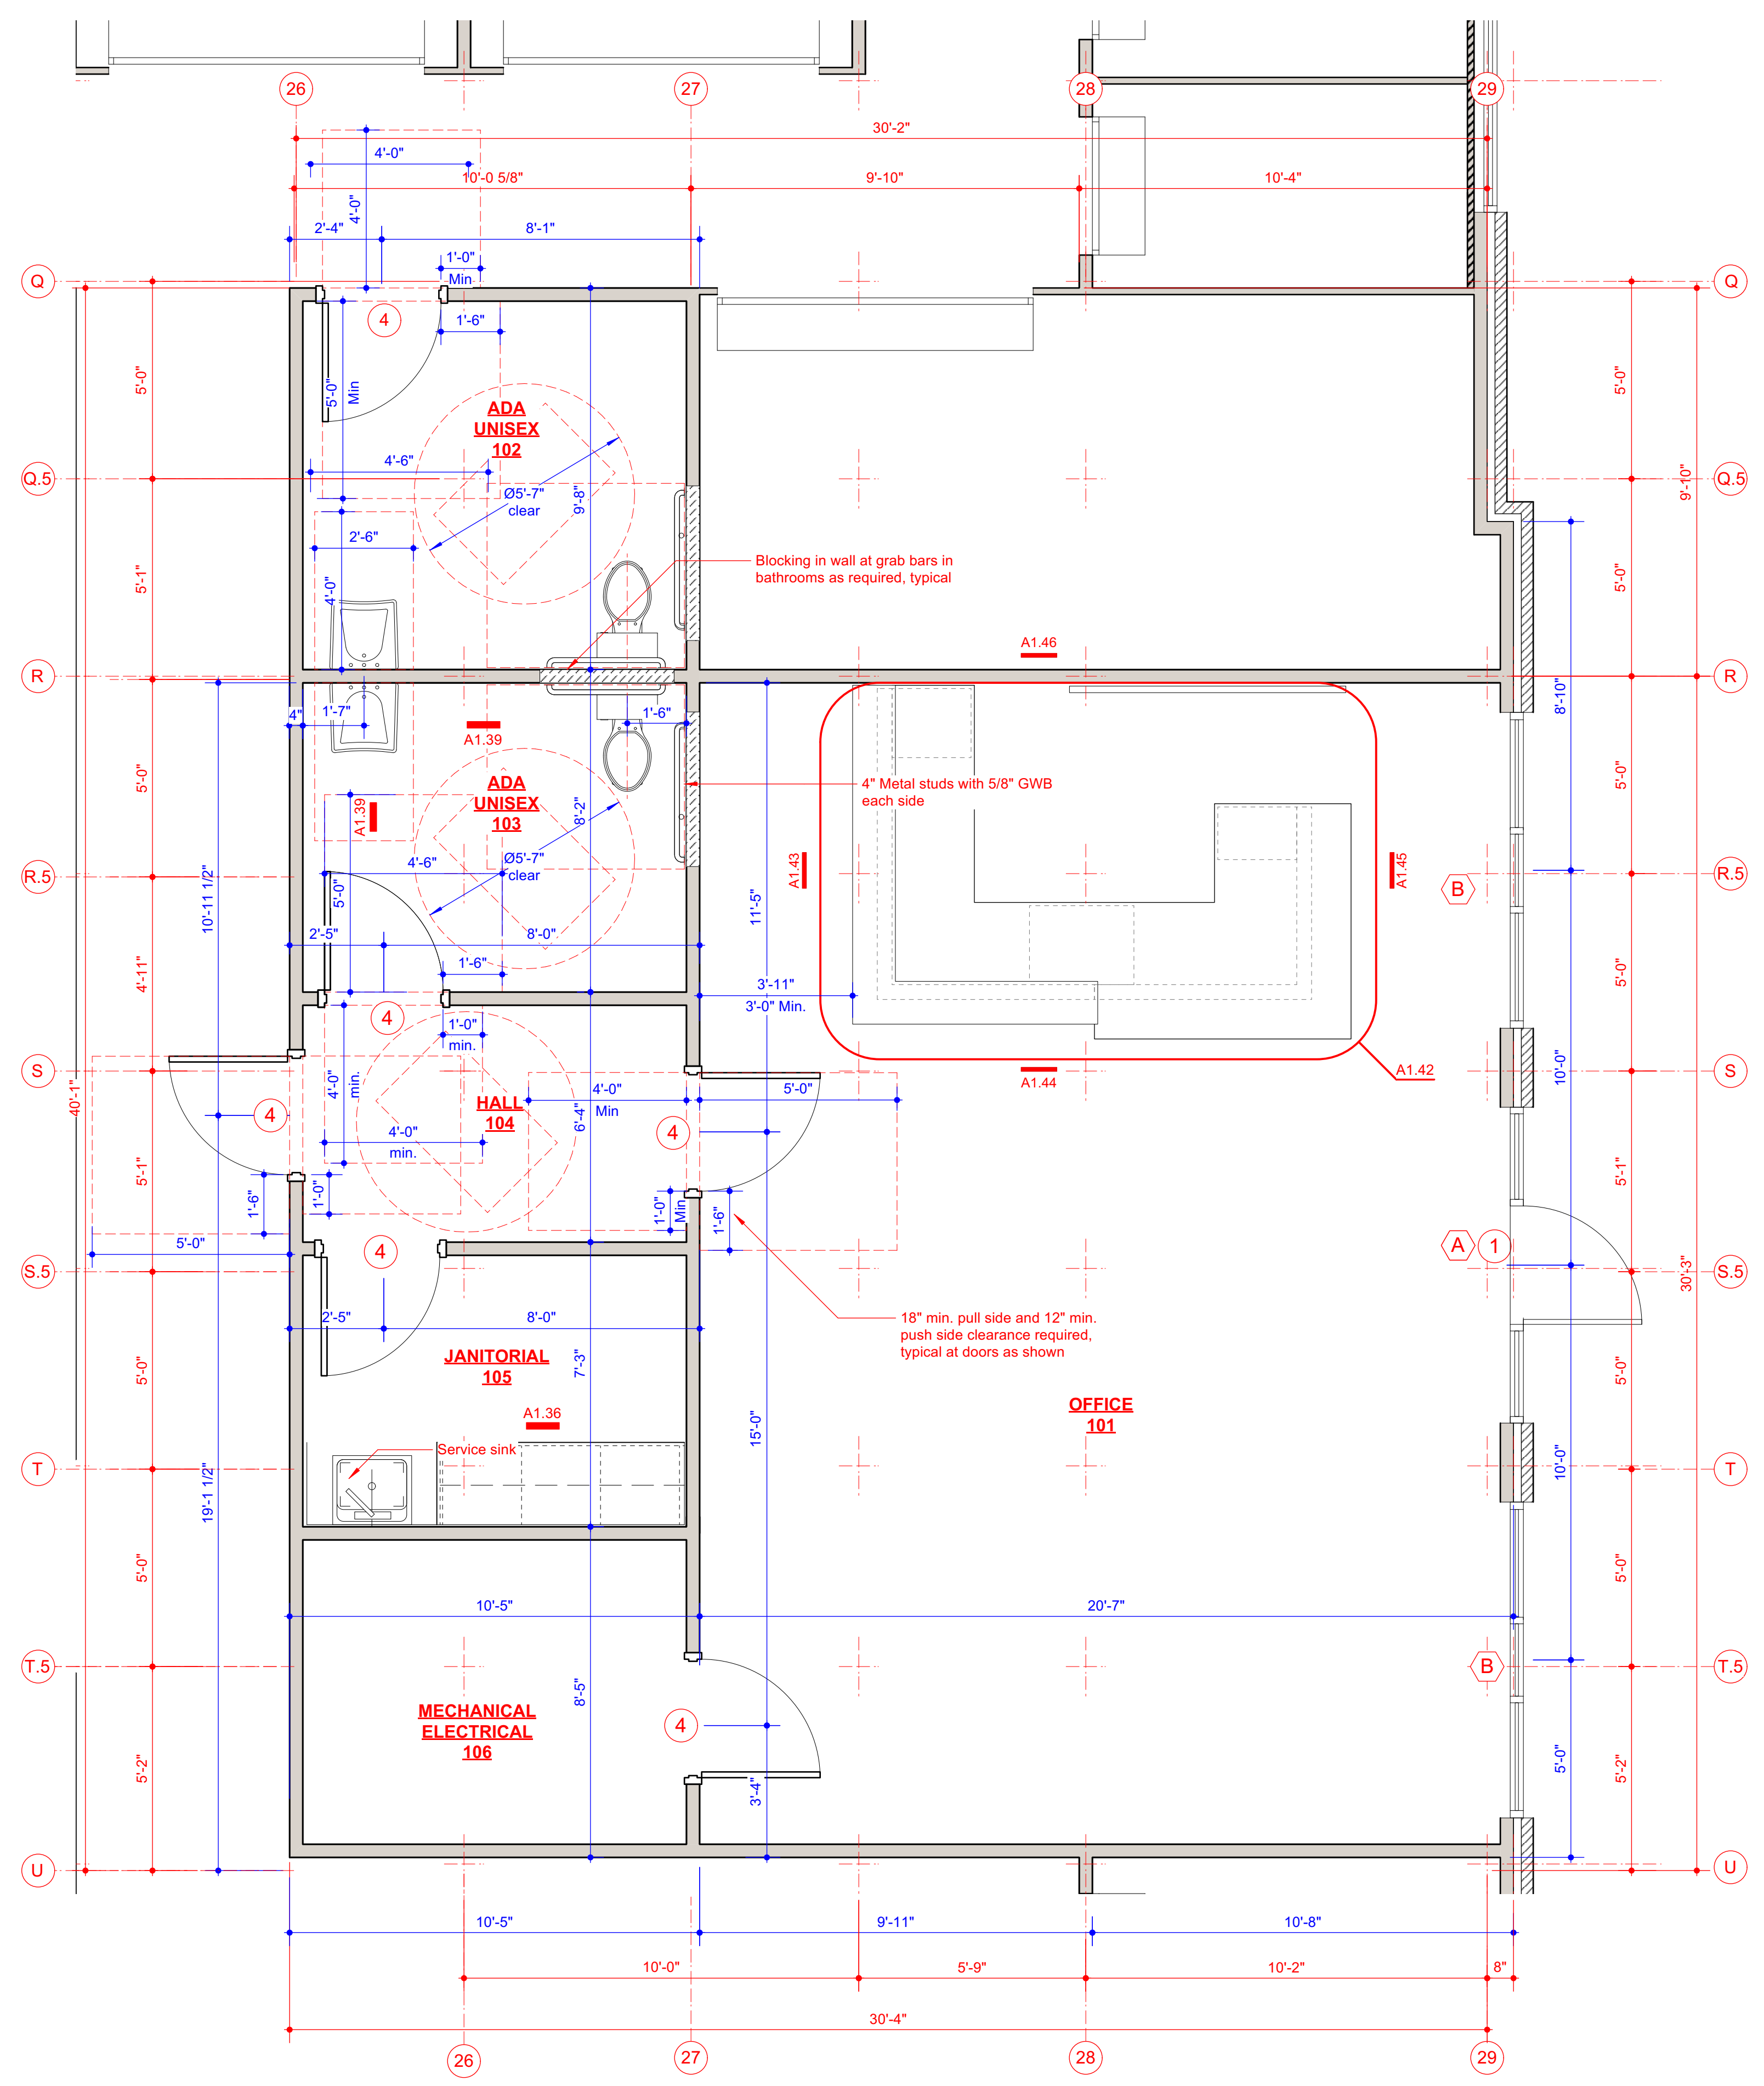 26
27
28
29
30'-2"
4'-0"
10'-0 5/8"
9'-10"
10'-4"
4'-0"
2'-4"
8'-1"
1'-0"
Min
Q
Q
4
1'-6"
5'-0"
5'-0"
Min
5'-0"
ADA
UNISEX
102
4'-6"
Ø5'-7"
clear
9'-8"
Q.5
Q.5
9'-10"
2'-6"
Blocking in wall at grab bars in
bathrooms as required, typical
5'-1"
4'-0"
5'-0"
A1.46
R
R
8'-10"
4"
1'-7"
1'-6"
A1.39
5'-0"
ADA
UNISEX
103
4" Metal studs with 5/8" GWB
each side
5'-0"
A1.39
8'-2"
4'-6"
Ø5'-7"
clear
A1.43
A1.45
R.5
R.5
B
10'-11 1/2"
5'-0"
11'-5"
2'-5"
8'-0"
1'-6"
4'-11"
3'-11"
3'-0" Min.
5'-0"
4
1'-0"
min.
S
S
40'-1"
4'-0"
min.
A1.44
A1.42
10'-0"
4'-0"
Min
5'-0"
HALL
104
6'-4"
4
4
4'-0"
min.
5'-1"
1'-6"
1'-0"
1'-0"
Min
1'-6"
5'-1"
5'-0"
4
A
1
S.5
S.5
30'-3"
2'-5"
8'-0"
18" min. pull side and 12" min.
push side clearance required,
typical at doors as shown
5'-0"
JANITORIAL
105
7'-3"
5'-0"
A1.36
OFFICE
101
15'-0"
Service sink
T
T
19'-1 1/2"
10'-0"
5'-0"
5'-0"
10'-5"
20'-7"
T.5
T.5
B
8'-5"
MECHANICAL
ELECTRICAL
106
4
5'-2"
3'-4"
5'-0"
5'-2"
U
U
10'-5"
9'-11"
10'-8"
10'-0"
5'-9"
10'-2"
8"
30'-4"
26
27
28
29